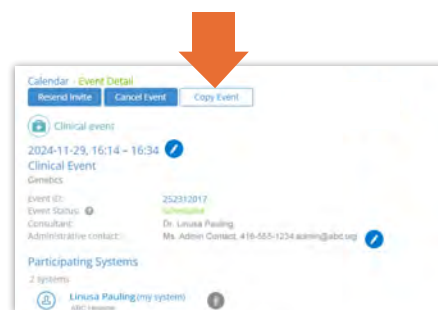 Calendar - Event Detail
Resend Invite Cancel Event Copy Event
Clinical event
2024-11-29, 16:14 – 16:34
Clinical Event
Genetics
Event ID: 252312017
Event Status: Scheduled
Consultant: Dr. Linusa Pauling
Administrative contact: Ms. Admin Contact, 416-555-1234 admin@abc.org
Participating Systems
2 systems
Linusa Pauling (my system)